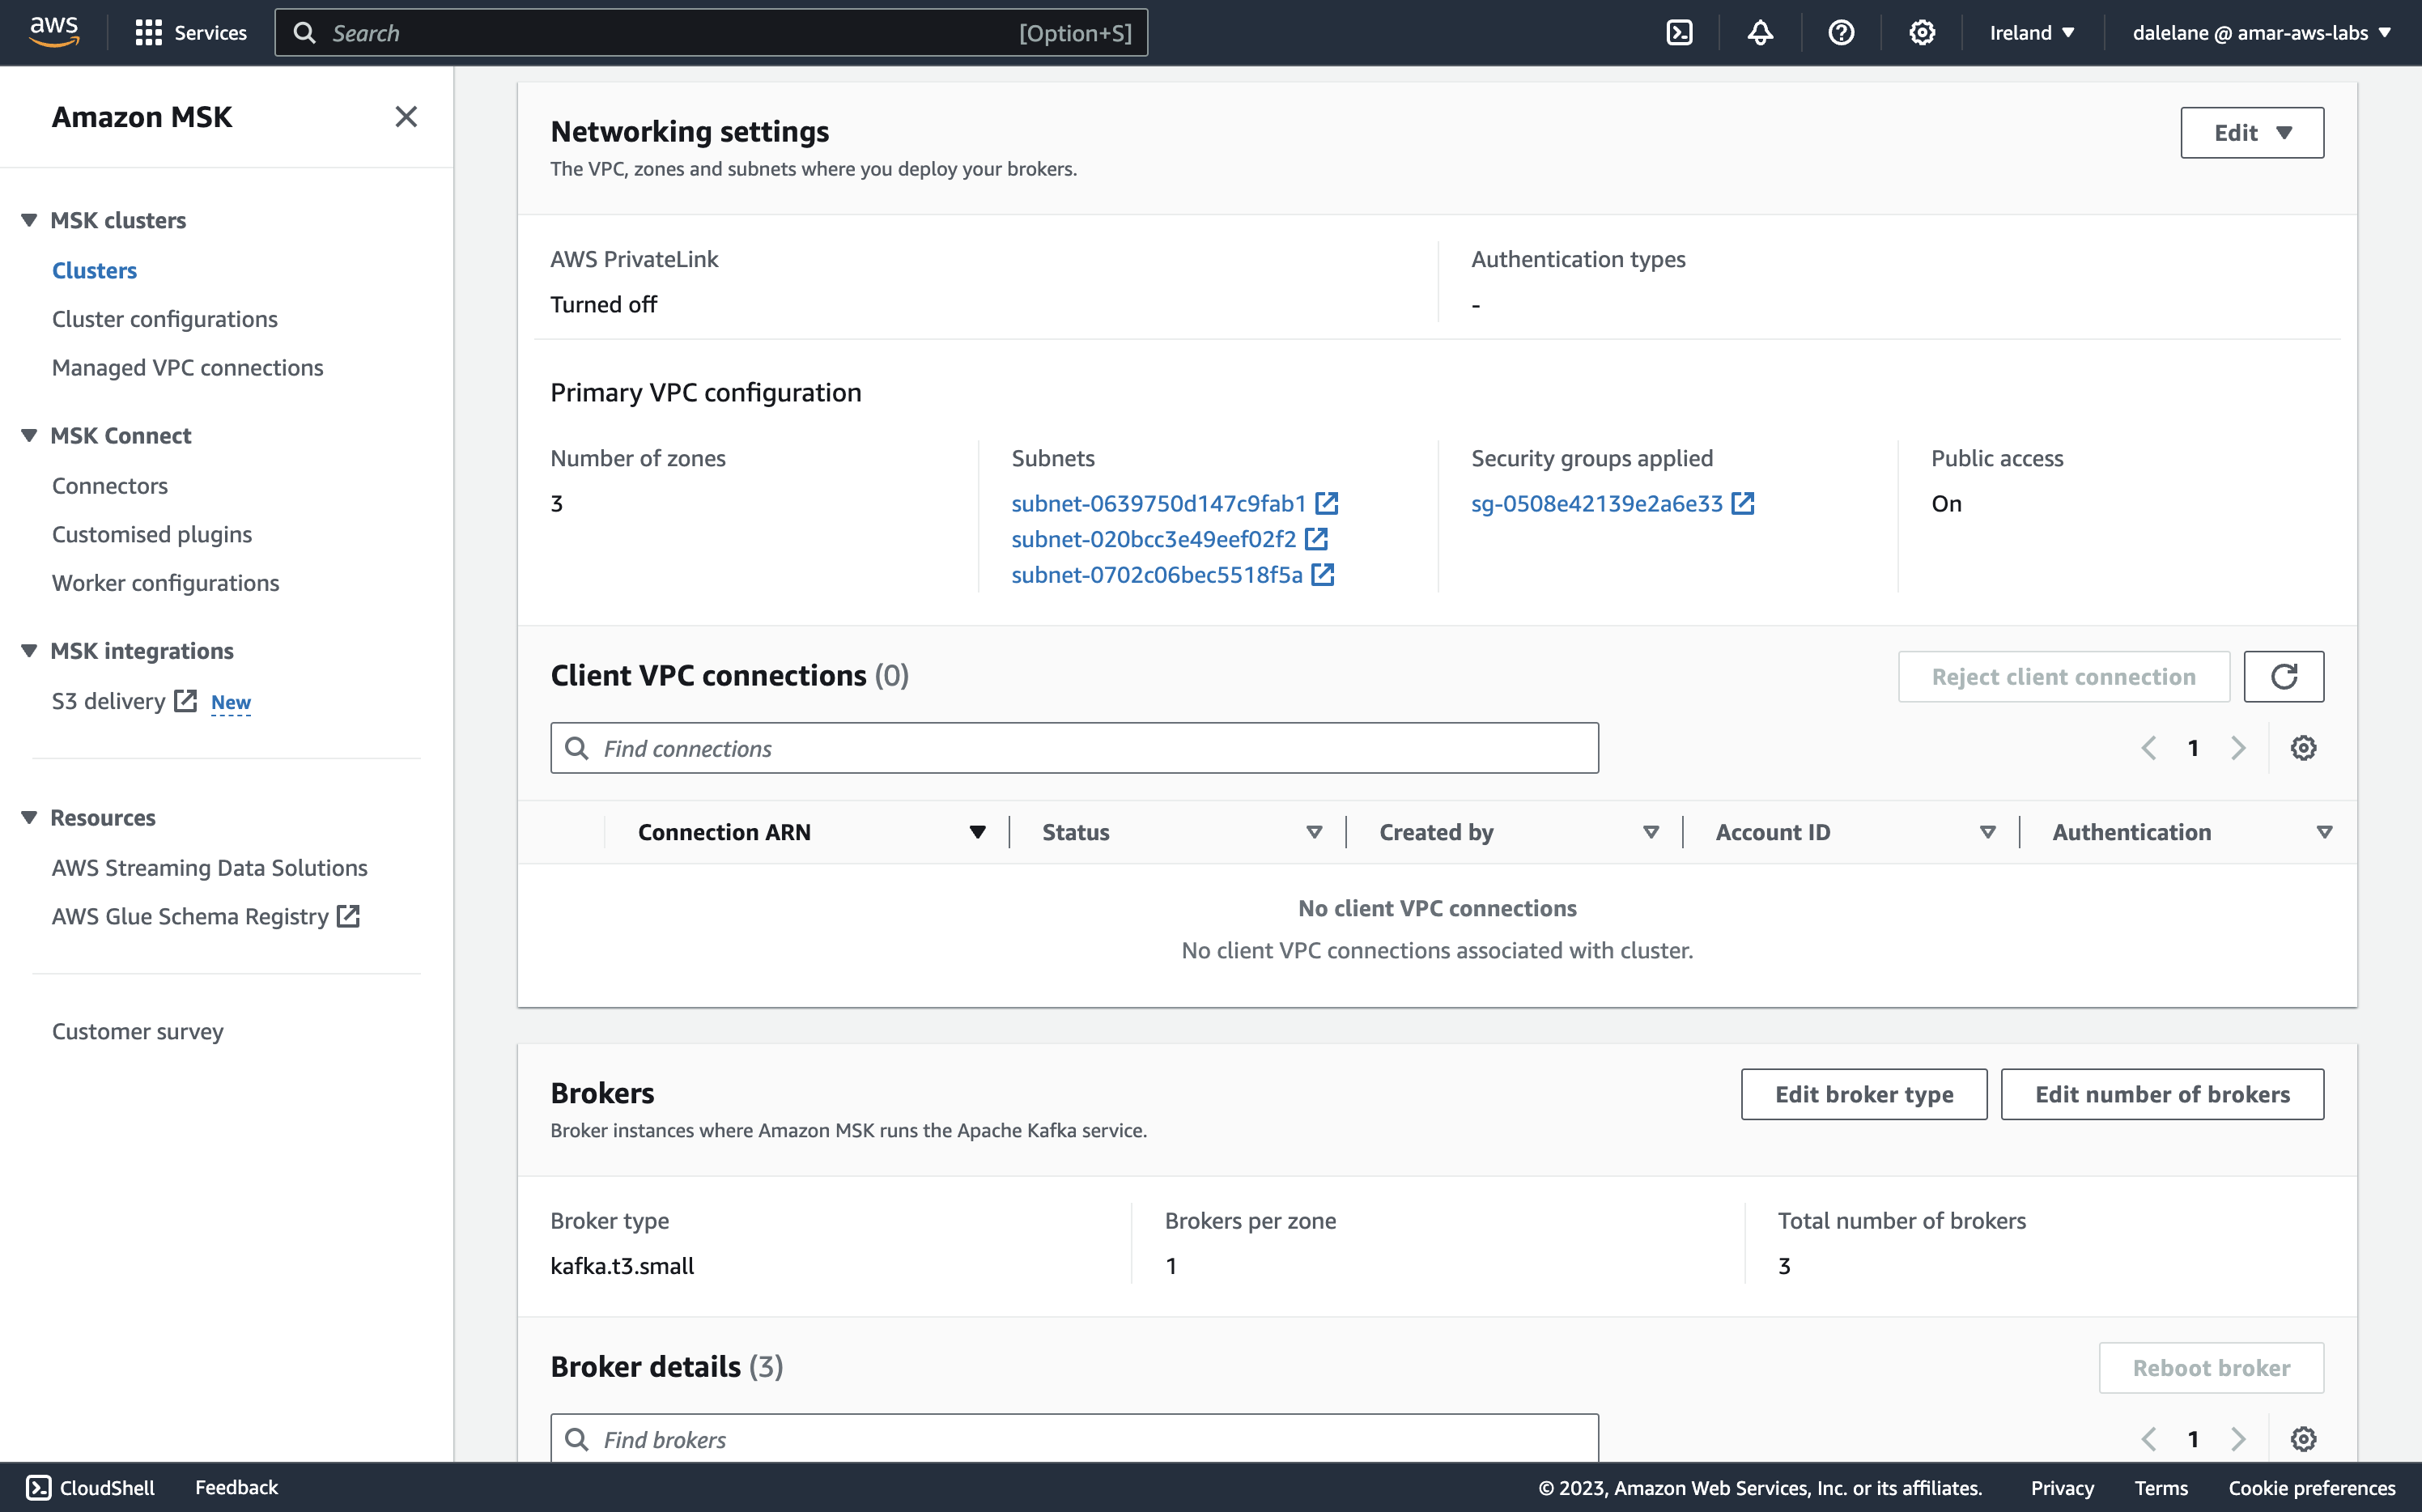 aws
Services
Search
[Option+S]
Ireland
dalelane @ amar-aws-labs
Amazon MSK
MSK clusters
Clusters
Cluster configurations
Managed VPC connections
MSK Connect
Connectors
Customised plugins
Worker configurations
MSK integrations
S3 delivery New
Resources
AWS Streaming Data Solutions
AWS Glue Schema Registry
Customer survey
Networking settings
The VPC, zones and subnets where you deploy your brokers.
Edit
AWS PrivateLink
Turned off
Authentication types
-
Primary VPC configuration
Number of zones
3
Subnets
subnet-0639750d147c9fab1
subnet-020bcc3e49eef02f2
subnet-0702c06bec5518f5a
Security groups applied
sg-0508e42139e2a6e33
Public access
On
Client VPC connections (0)
Reject client connection
Find connections
1
Connection ARN
Status
Created by
Account ID
Authentication
No client VPC connections
No client VPC connections associated with cluster.
Brokers
Broker instances where Amazon MSK runs the Apache Kafka service.
Edit broker type
Edit number of brokers
Broker type
kafka.t3.small
Brokers per zone
1
Total number of brokers
3
Broker details (3)
Reboot broker
Find brokers
1
CloudShell
Feedback
© 2023, Amazon Web Services, Inc. or its affiliates.
Privacy
Terms
Cookie preferences